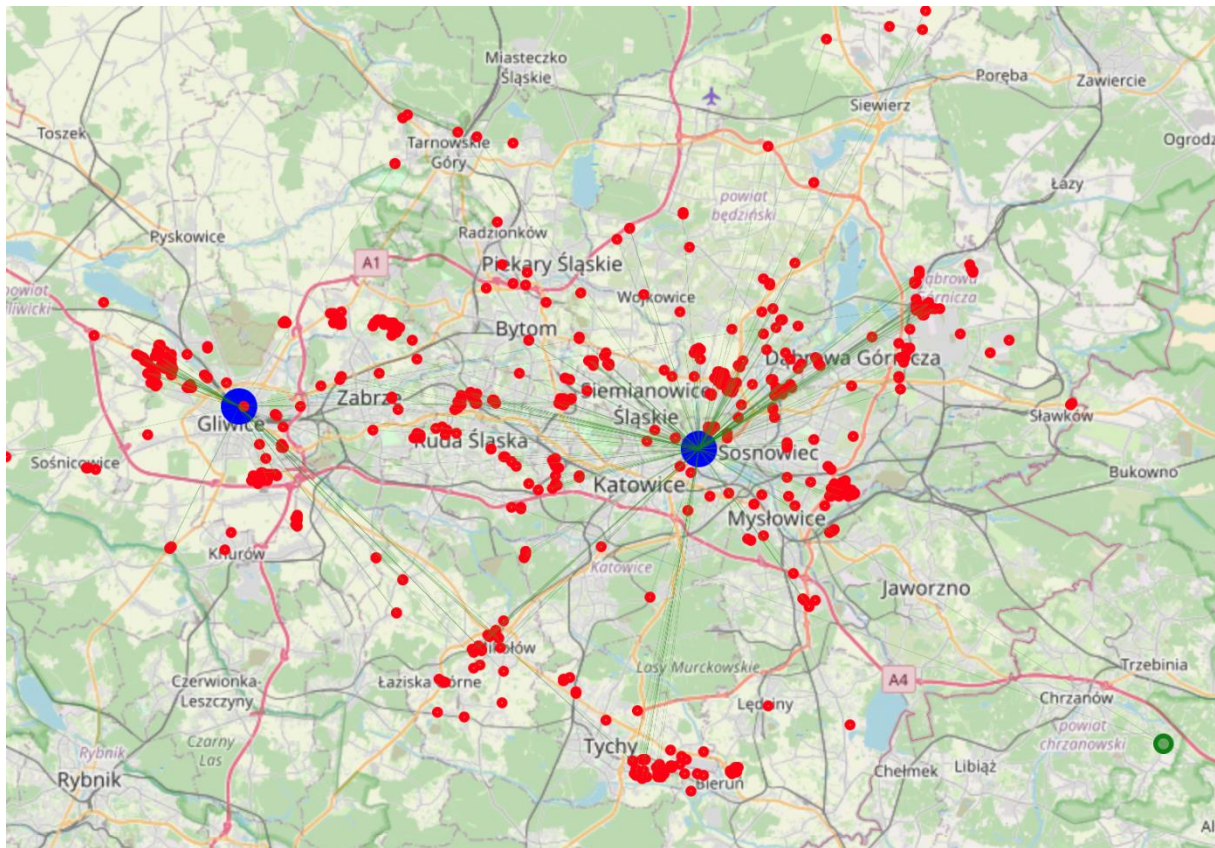 Miasteczko
Śląskie
Poręba
Zawiercie
Siewierz
Toszek
Tarnowskie
Góry
Ogrodz
Łazy
powiat
będziński
Radzionków
Pyskowice
A1
Piekary Śląskie
powiat
Wojkowice
Bytom
Dąbrowa Górnicza
Siemianowice
Śląskie
Zabrze
Sławków
Gliwice
Ruda Śląska
Sosnowiec
Sośnicowice
Bukowno
Katowice
Mysłowice
Knurów
Katowice
Jaworzno
Lasy Murckowskie
Trzebinia
Łaziska Górne
Czerwionka-
Leszczyny
A4
Chrzanów
Lędziny
powiat
chrzanowski
Czarny
Las
Tychy
Rybnik
Rybnik
Chełmek
Libiąż
Bieruń
Al